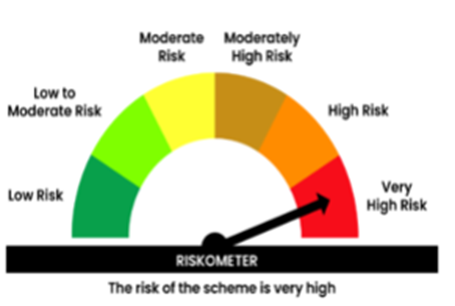 Moderate
Risk
Moderately
High Risk
Low to
Moderate Risk
High Risk
Low Risk
Very
High Risk
RISKOMETER
The risk of the scheme is very high